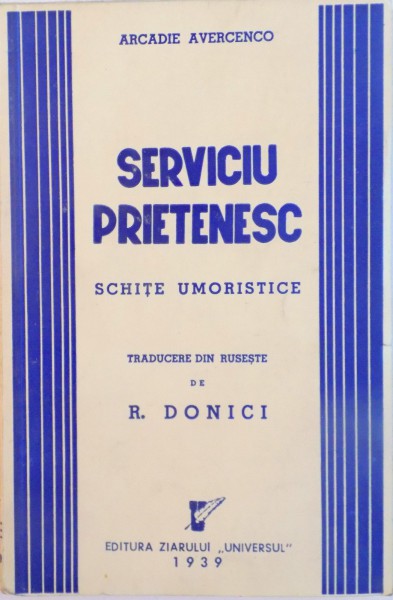 ARCADIE AVERCENCO
SERVICIU
PRIETENESC
SCHIȚE UMORISTICE
TRADUCERE DIN RUSEȘTE
DE
R. DONICI
EDITURA ZIARULUI „UNIVERSUL"
1939